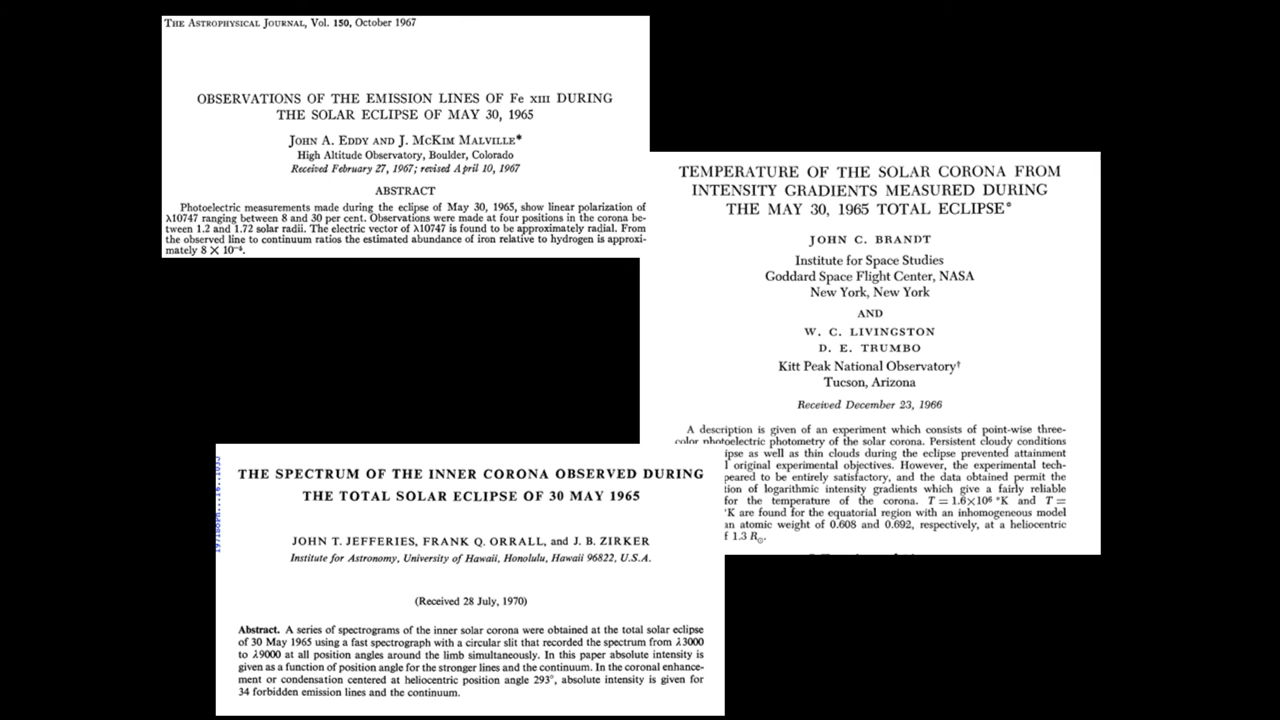 THE ASTROPHYSICAL JOURNAL, Vol. 150, October 1967
OBSERVATIONS OF THE EMISSION LINES OF Fe XIII DURING
THE SOLAR ECLIPSE OF MAY 30, 1965
JOHN A. EDDY AND J. MCKIM MALVILLE*
High Altitude Observatory, Boulder, Colorado
Received February 27, 1967; revised April 10, 1967
ABSTRACT
Photoelectric measurements made during the eclipse of May 30, 1965, show linear polarization of
λ10747 ranging between 8 and 30 per cent. Observations were made at four positions in the corona be-
tween 1.2 and 1.72 solar radii. The electric vector of λ10747 is found to be approximately radial. From
the observed line to continuum ratios the estimated abundance of iron relative to hydrogen is approxi-
mately 8 ×
TEMPERATURE OF THE SOLAR CORONA FROM
INTENSITY GRADIENTS MEASURED DURING
THE MAY 30, 1965 TOTAL ECLIPSE*
JOHN C. BRANDT
Institute for Space Studies
Goddard Space Flight Center, NASA
New York, New York
AND
W. C. LIVINGSTON
D. E. TRUMBO
Kitt Peak National Observatory†
Tucson, Arizona
Received December 23, 1966
A description is given of an experiment which consists of point-wise three-
color photoelectric photometry of the solar corona. Persistent cloudy conditions
ipse as well as thin clouds during the eclipse prevented attainment
l original experimental objectives. However, the experimental tech-
peared to be entirely satisfactory, and the data obtained permit the
tion of logarithmic intensity gradients which give a fairly reliable
for the temperature of the corona. T = 1.6×10⁶ °K and T =
°K are found for the equatorial region with an inhomogeneous model
an atomic weight of 0.608 and 0.692, respectively, at a heliocentric
f 1.3 R☉.
THE SPECTRUM OF THE INNER CORONA OBSERVED DURING
THE TOTAL SOLAR ECLIPSE OF 30 MAY 1965
JOHN T. JEFFERIES, FRANK Q. ORRALL, and J. B. ZIRKER
Institute for Astronomy, University of Hawaii, Honolulu, Hawaii 96822, U.S.A.
(Received 28 July, 1970)
Abstract. A series of spectrograms of the inner solar corona were obtained at the total solar eclipse
of 30 May 1965 using a fast spectrograph with a circular slit that recorded the spectrum from λ3000
to λ9000 at all position angles around the limb simultaneously. In this paper absolute intensity is
given as a function of position angle for the stronger lines and the continuum. In the coronal enhance-
ment or condensation centered at heliocentric position angle 293°, absolute intensity is given for
34 forbidden emission lines and the continuum.